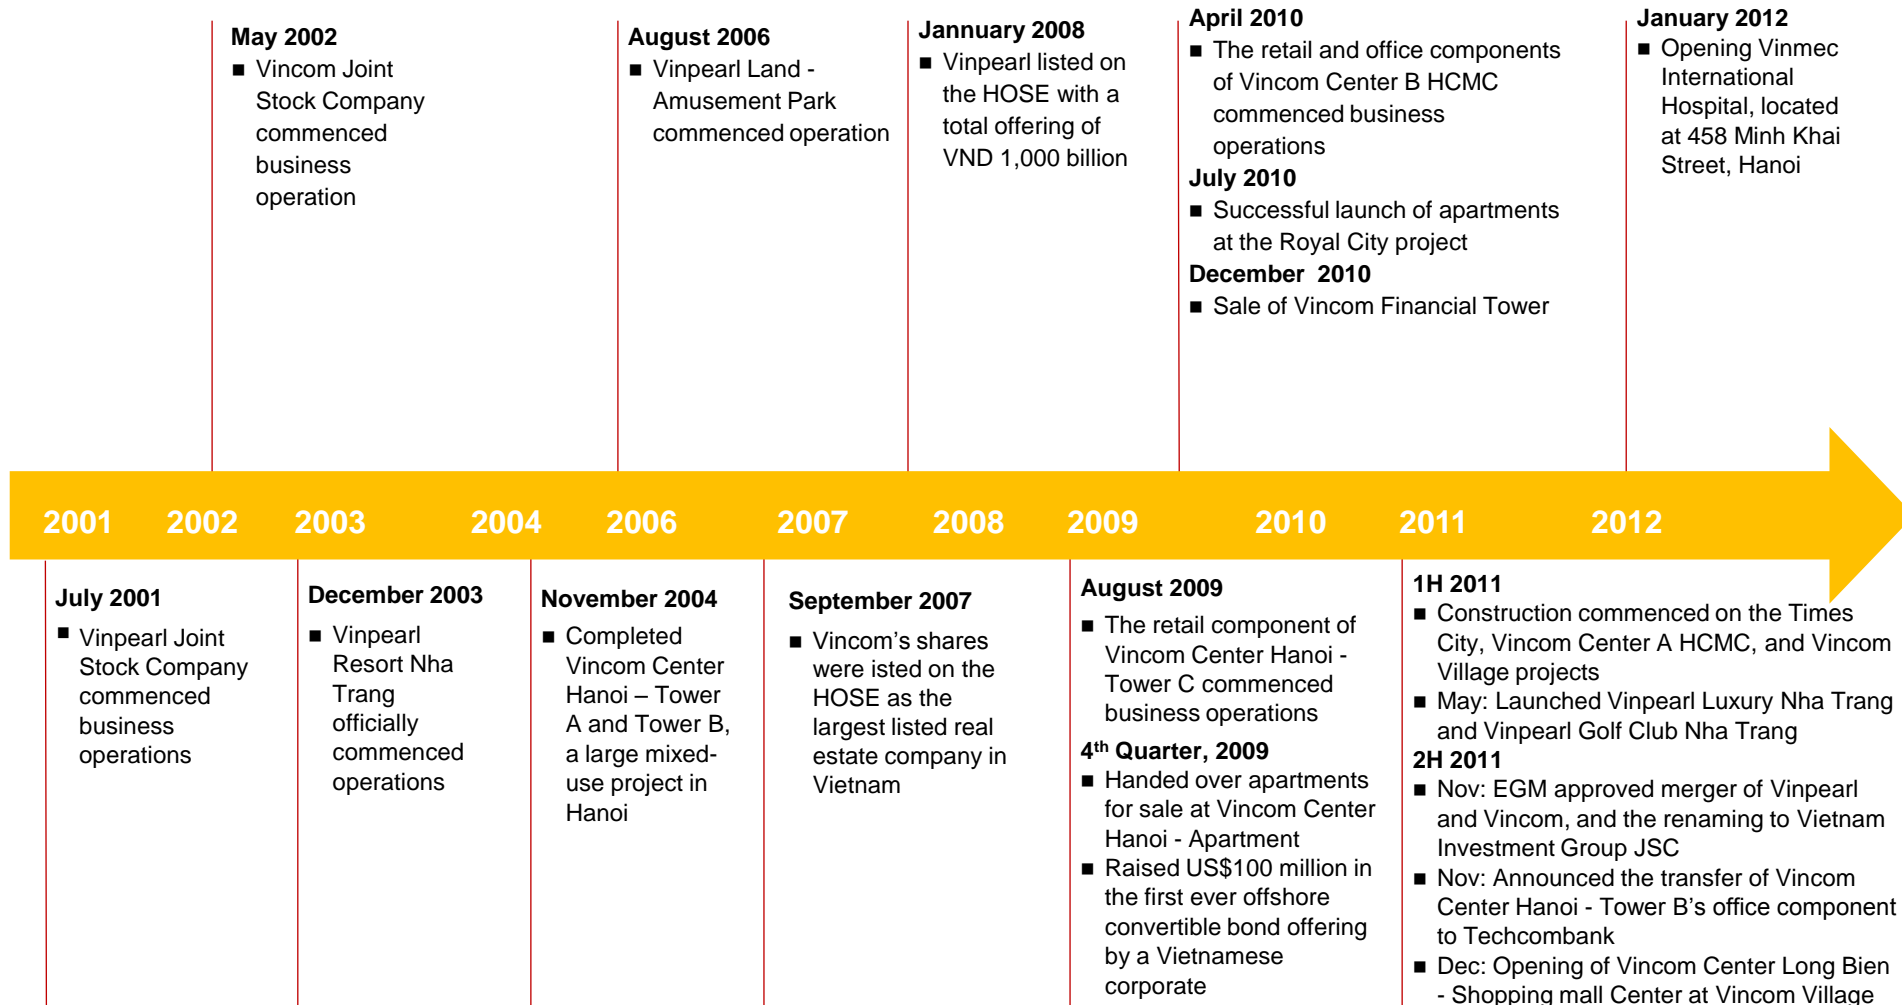 May 2002
■ Vincom Joint
Stock Company
commenced
business
operation
August 2006
■ Vinpearl Land -
Amusement Park
commenced operation
Jannuary 2008
■ Vinpearl listed on
the HOSE with a
total offering of
VND 1,000 billion
April 2010
■ The retail and office components
of Vincom Center B HCMC
commenced business
operations
July 2010
■ Successful launch of apartments
at the Royal City project
December 2010
■ Sale of Vincom Financial Tower
January 2012
■ Opening Vinmec
International
Hospital, located
at 458 Minh Khai
Street, Hanoi
2001 2002 2003 2004 2006 2007 2008 2009 2010 2011 2012
July 2001
■ Vinpearl Joint
Stock Company
commenced
business
operations
December 2003
■ Vinpearl
Resort Nha
Trang
officially
commenced
operations
November 2004
■ Completed
Vincom Center
Hanoi – Tower
A and Tower B,
a large mixed-
use project in
Hanoi
September 2007
■ Vincom’s shares
were isted on the
HOSE as the
largest listed real
estate company in
Vietnam
August 2009
■ The retail component of
Vincom Center Hanoi -
Tower C commenced
business operations
4th Quarter, 2009
■ Handed over apartments
for sale at Vincom Center
Hanoi - Apartment
■ Raised US$100 million in
the first ever offshore
convertible bond offering
by a Vietnamese
corporate
1H 2011
■ Construction commenced on the Times
City, Vincom Center A HCMC, and Vincom
Village projects
■ May: Launched Vinpearl Luxury Nha Trang
and Vinpearl Golf Club Nha Trang
2H 2011
■ Nov: EGM approved merger of Vinpearl
and Vincom, and the renaming to Vietnam
Investment Group JSC
■ Nov: Announced the transfer of Vincom
Center Hanoi - Tower B’s office component
to Techcombank
■ Dec: Opening of Vincom Center Long Bien
- Shopping mall Center at Vincom Village